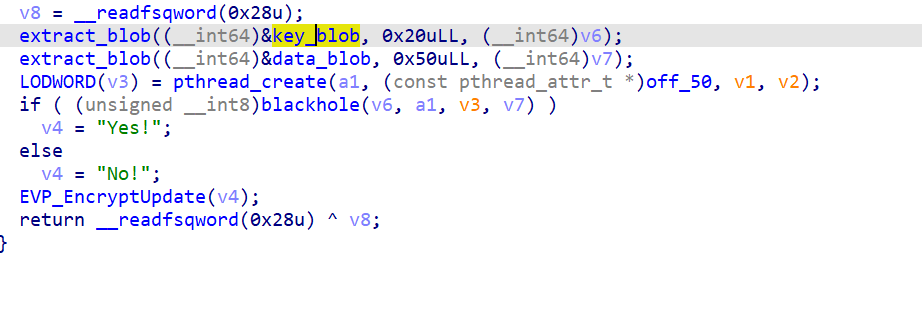 v8 = __readfsqword(0x28u);
extract_blob((__int64)&key_blob, 0x20uLL, (__int64)v6);
extract_blob((__int64)&data_blob, 0x50uLL, (__int64)v7);
LODWORD(v3) = pthread_create(a1, (const pthread_attr_t *)off_50, v1, v2);
if ( (unsigned __int8)blackhole(v6, a1, v3, v7) )
v4 = "Yes!";
else
v4 = "No!";
EVP_EncryptUpdate(v4);
return __readfsqword(0x28u) ^ v8;
}